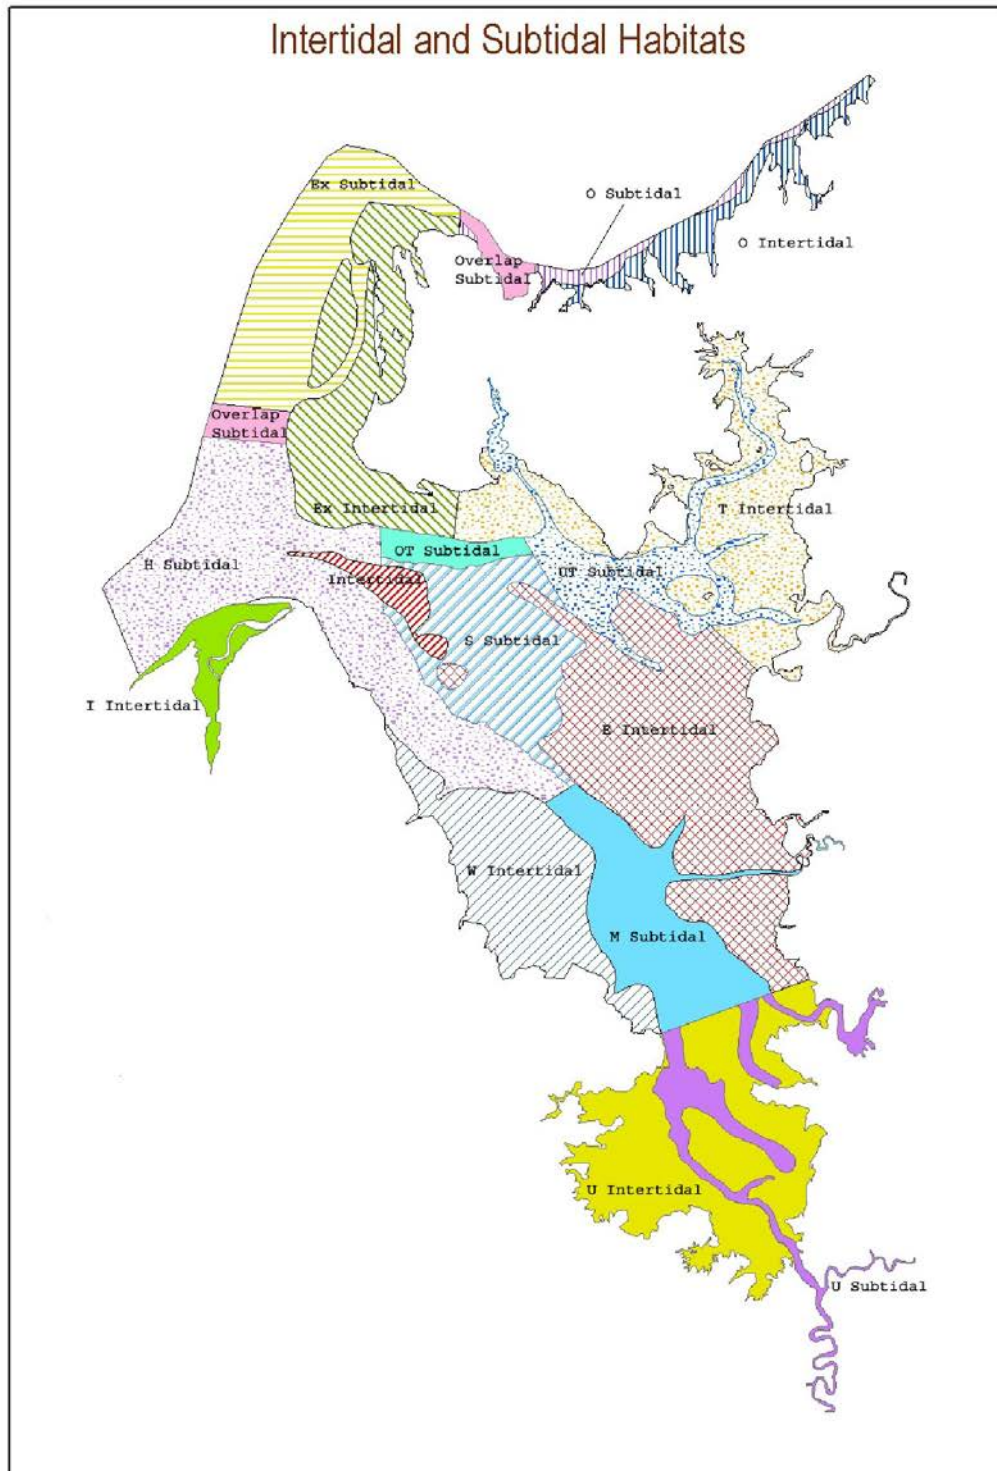 Intertidal and Subtidal Habitats
Ex Subtidal
O Subtidal
O Intertidal
Overlap
Subtidal
Overlap
Subtidal
Ex Intertidal
T Intertidal
OT Subtidal
H Subtidal
Intertidal
UT Subtidal
S Subtidal
I Intertidal
E Intertidal
W Intertidal
M Subtidal
U Intertidal
U Subtidal